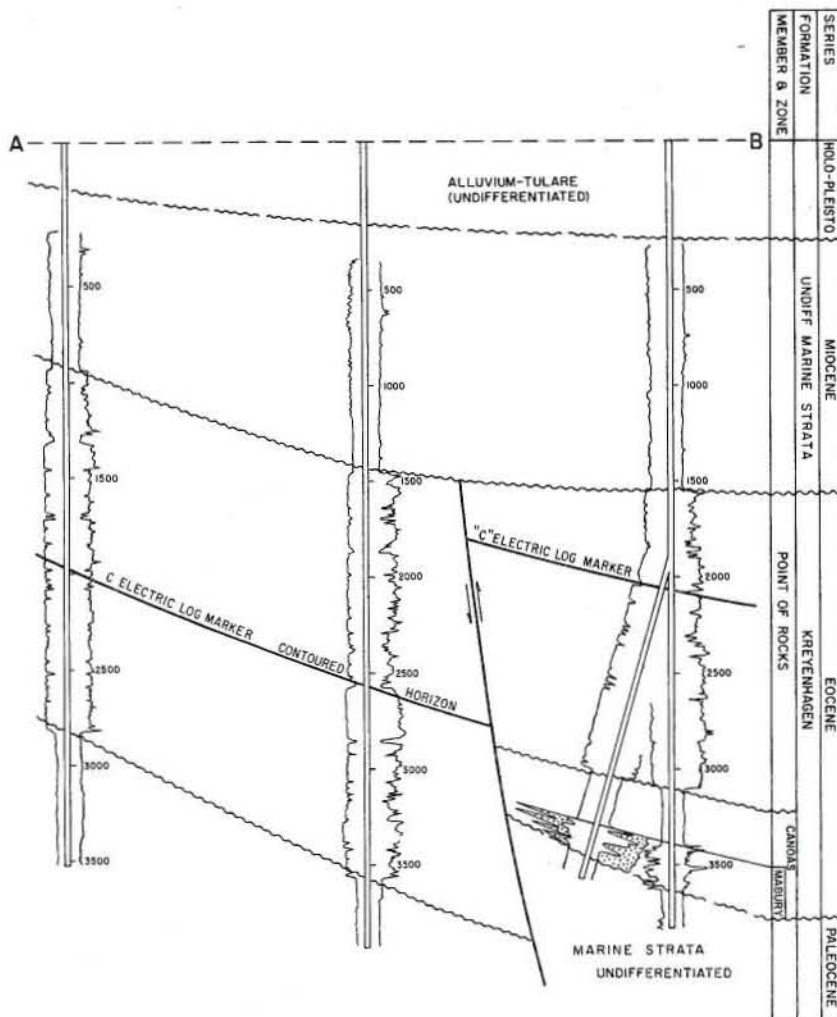 SERIES
FORMATION
MEMBER & ZONE
A
B
HOLO-PLEISTO
ALLUVIUM-TULARE
(UNDIFFERENTIATED)
500
500
500
UNDIFF MARINE STRATA
MIOCENE
1000
1000
1500
1500
1500
"C" ELECTRIC LOG MARKER
2000
2000
2000
C ELECTRIC LOG MARKER CONTOURED HORIZON
POINT OF ROCKS
KREYENHAGEN
EOCENE
2500
2500
2500
3000
3000
3000
3500
3500
3500
CANOAS
MABURY
MARINE STRATA
UNDIFFERENTIATED
PALEOCENE